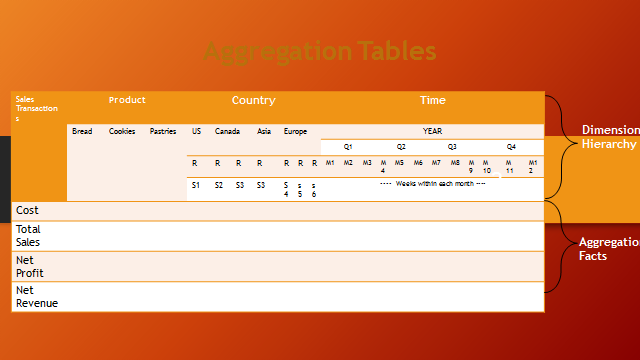 Aggregation Tables
Sales
Transaction
s
Product
Country
Time
Bread Cookies Pastries US Canada Asia Europe YEAR
Q1 Q2 Q3 Q4
R R R R R R R M1 M2 M3 M
4 M5 M6 M7 M8 M
9 M
10 M
11 M1
2
S1 S2 S3 S3 S
4 s
5 s
6 ---- Weeks within each month ----
Cost
Total
Sales
Net
Profit
Net
Revenue
Dimension
Hierarchy
Aggregatio
Facts